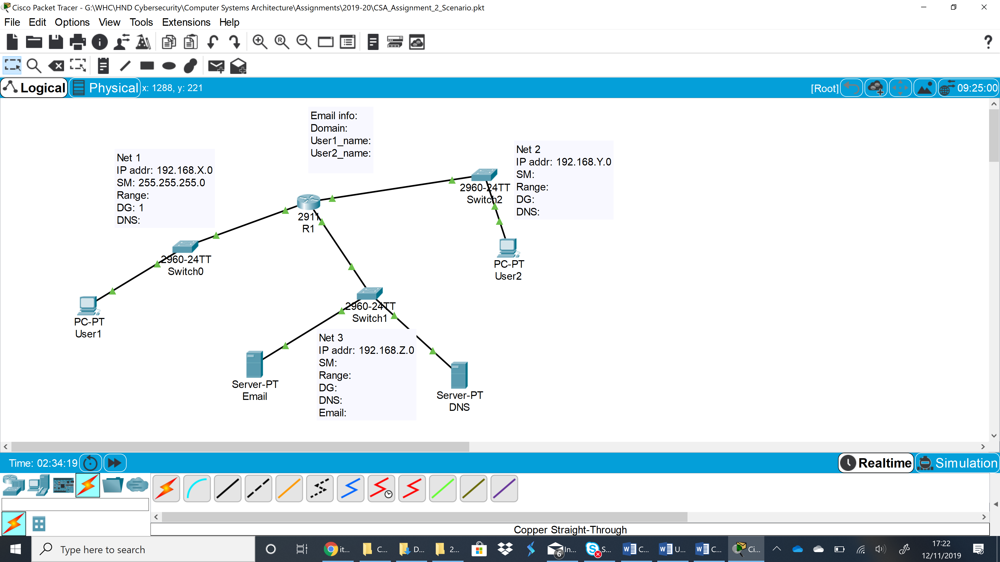 Cisco Packet Tracer - G:\WHC\HND Cybersecurity\Computer Systems Architecture\Assignments\2019-20\CSA_Assignment_2_Scenario.pkt
File Edit Options View Tools Extensions Help
Logical Physical x: 1288, y: 221 [Root] 09:25:00
Email info:
Domain:
User1_name:
User2_name:
Net 1
IP addr: 192.168.X.0
SM: 255.255.255.0
Range:
DG: 1
DNS:
Net 2
IP addr: 192.168.Y.0
SM:
Range:
DG:
DNS:
2960-24TT
Switch2
2911
R1
2960-24TT
Switch0
PC-PT
User2
2960-24TT
Switch1
PC-PT
User1
Net 3
IP addr: 192.168.Z.0
SM:
Range:
DG:
DNS:
Email:
Server-PT
Email
Server-PT
DNS
Time: 02:34:19 Realtime Simulation
Copper Straight-Through
Type here to search it... C... D... 2... 6 In... S... C... U... C... Ci... 17:22
12/11/2019